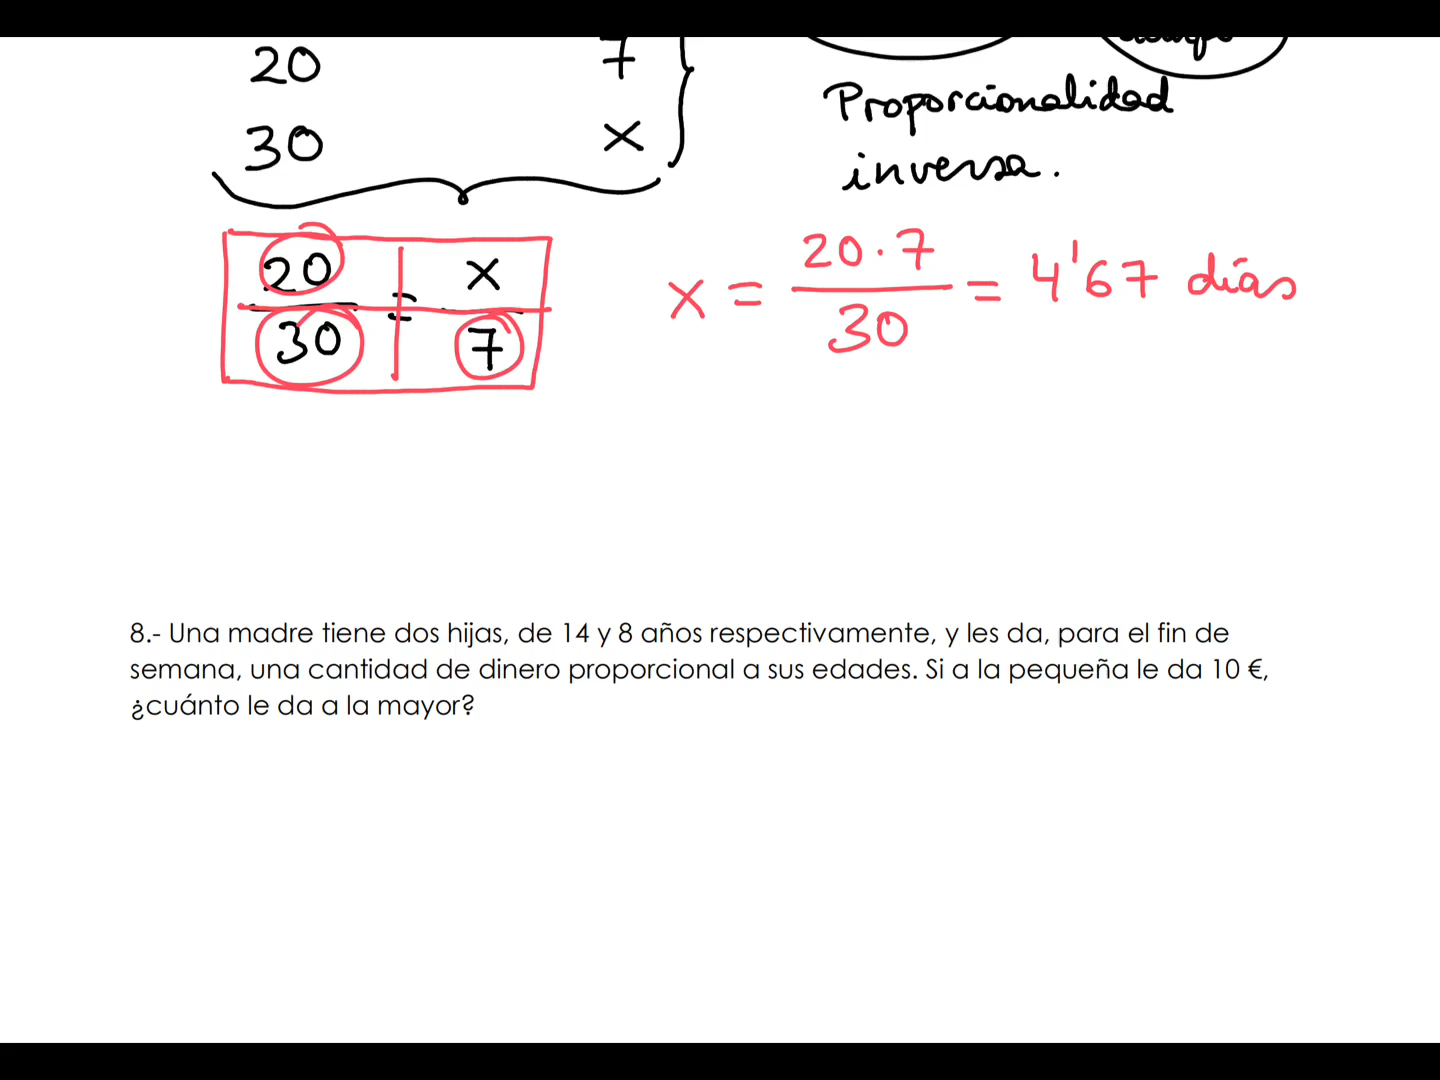 20 7
30 x
Proporcionalidad
inversa.
20 = x
30 7
x = 20 · 7 = 4'67 días
30
8.- Una madre tiene dos hijas, de 14 y 8 años respectivamente, y les da, para el fin de
semana, una cantidad de dinero proporcional a sus edades. Si a la pequeña le da 10 €,
¿cuánto le da a la mayor?